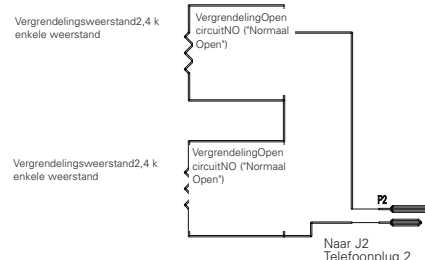 Vergrendelingsweerstand2,4 k
enkele weerstand
VergrendelingOpen
circuitNO ("Normaal
Open")
Vergrendelingsweerstand2,4 k
enkele weerstand
VergrendelingOpen
circuitNO ("Normaal
Open")
P2
Naar J2
Telefoonplug 2